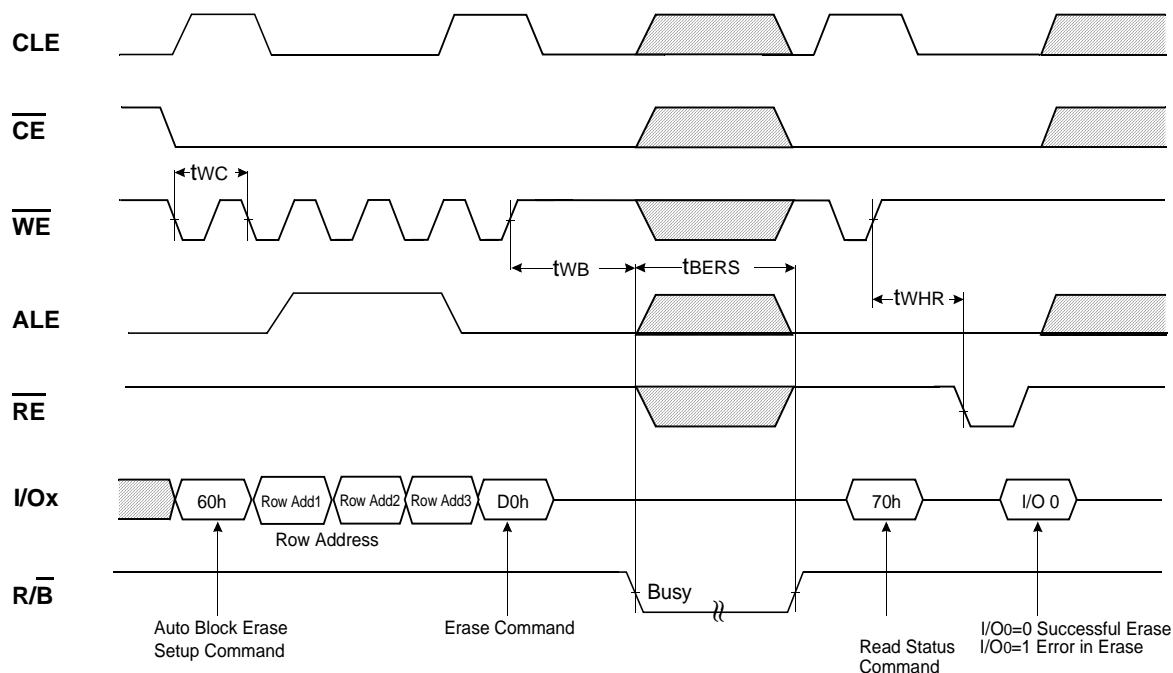 CLE
CE
tWC
WE
tWB
tBERS
tWHR
ALE
RE
I/Ox
60h
Row Add1
Row Add2
Row Add3
D0h
70h
I/O 0
Row Address
R/B
Busy
Auto Block Erase
Setup Command
Erase Command
Read Status
Command
I/O0=0 Successful Erase
I/O0=1 Error in Erase